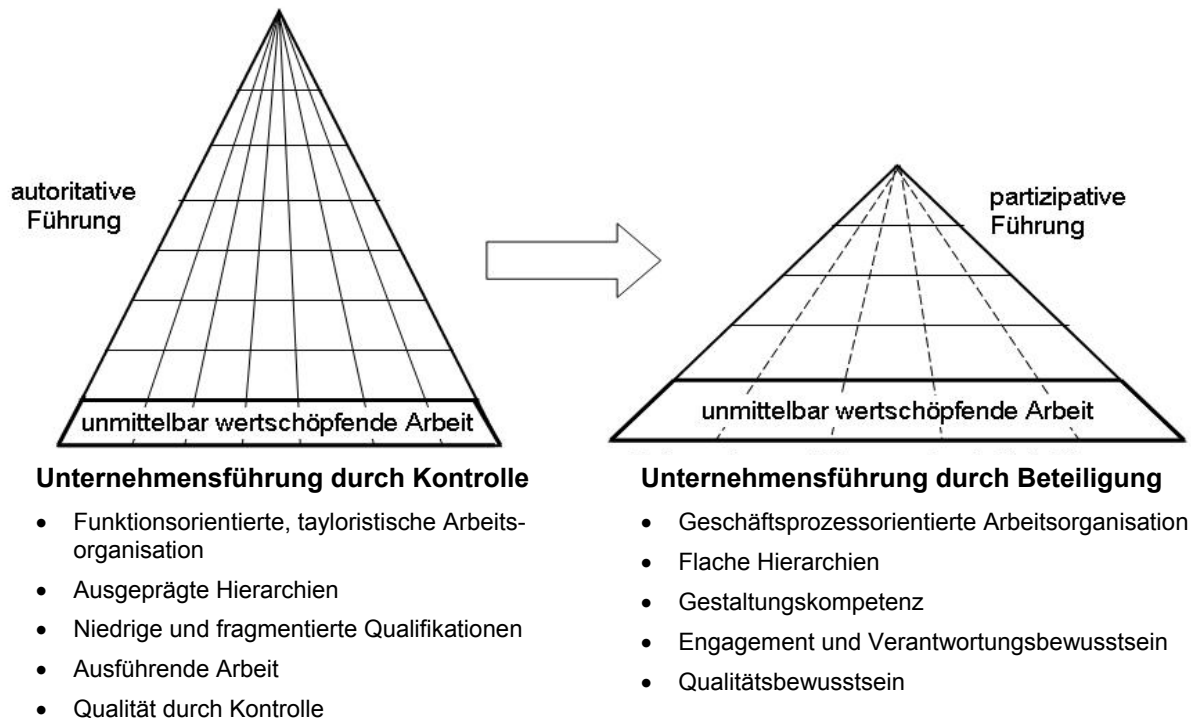 autoritative
Führung
unmittelbar wertschöpfende Arbeit
partizipative
Führung
unmittelbar wertschöpfende Arbeit
Unternehmensführung durch Kontrolle
• Funktionsorientierte, tayloristische Arbeits-
organisation
• Ausgeprägte Hierarchien
• Niedrige und fragmentierte Qualifikationen
• Ausführende Arbeit
• Qualität durch Kontrolle
Unternehmensführung durch Beteiligung
• Geschäftsprozessorientierte Arbeitsorganisation
• Flache Hierarchien
• Gestaltungskompetenz
• Engagement und Verantwortungsbewusstsein
• Qualitätsbewusstsein